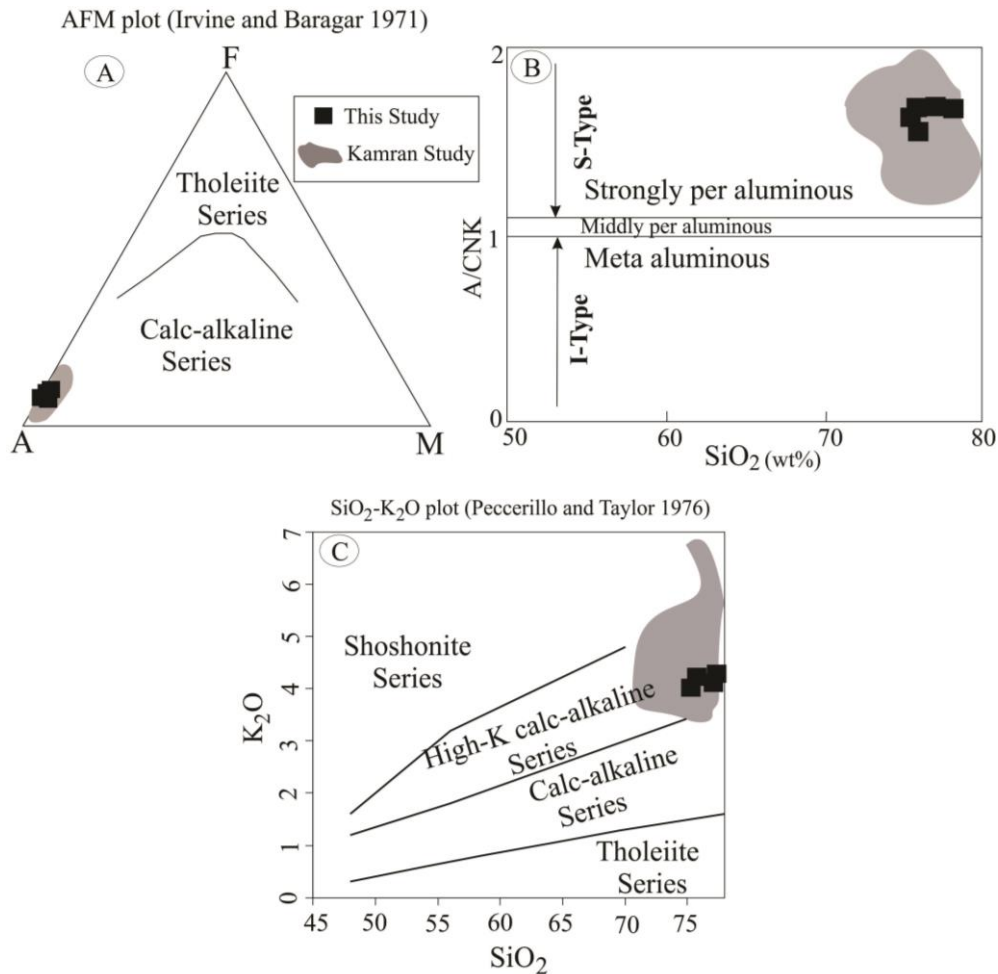 AFM plot (Irvine and Baragar 1971)
A
F
This Study
Kamran Study
Tholeiite
Series
Calc-alkaline
Series
A
M
B
2
1
0
A/CNK
S-Type
I-Type
Strongly per aluminous
Middly per aluminous
Meta aluminous
50
60
70
80
SiO₂ (wt%)
SiO₂-K₂O plot (Peccerillo and Taylor 1976)
C
7
6
5
4
3
2
1
0
K₂O
Shoshonite
Series
High-K calc-alkaline
Series
Calc-alkaline
Series
Tholeiite
Series
45
50
55
60
65
70
75
SiO₂